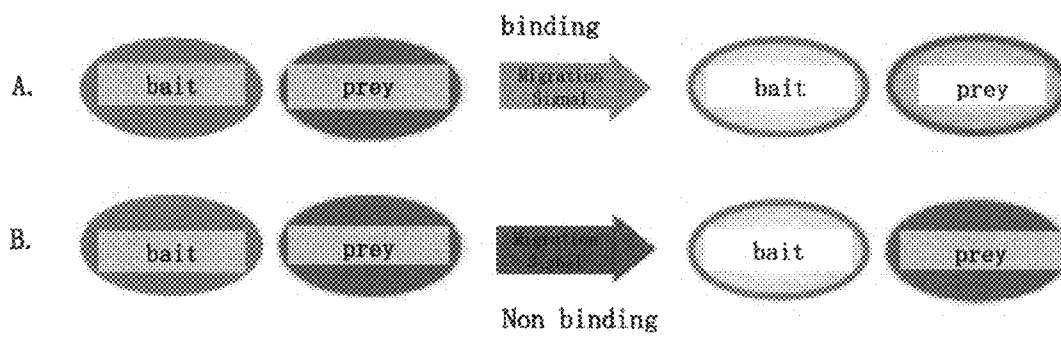 binding
A. bait prey Migration Signal bait prey
B. bait prey Migration Signal bait prey
Non binding